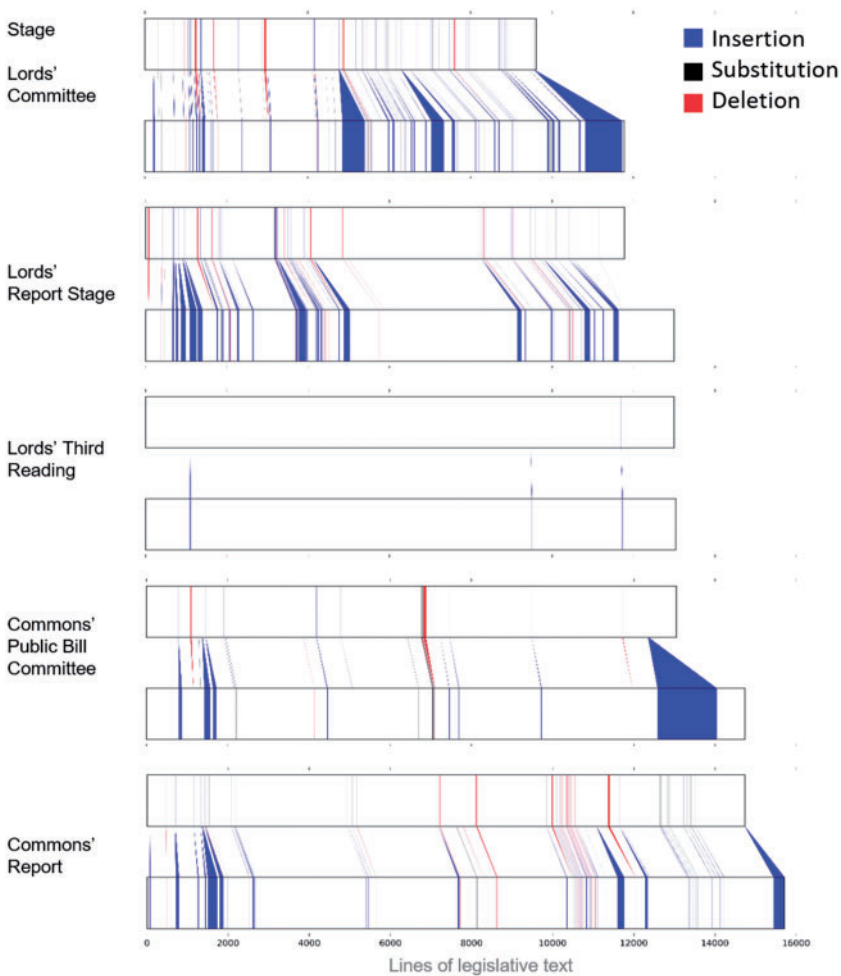 Stage
Insertion
Substitution
Deletion
Lords'
Committee
Lords'
Report Stage
Lords' Third
Reading
Commons'
Public Bill
Committee
Commons'
Report
0 2000 4000 6000 8000 10000 12000 14000 16000
Lines of legislative text